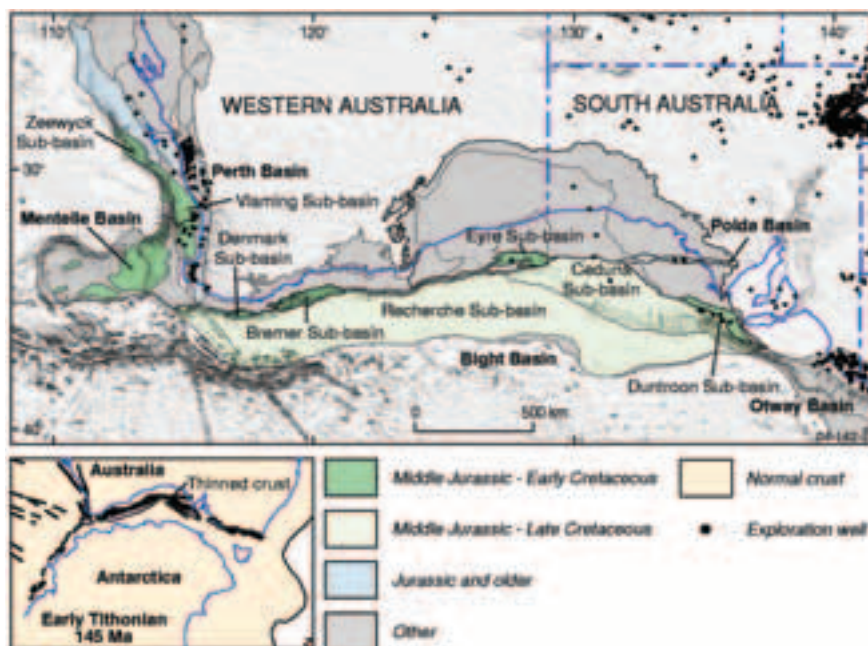 110°
120°
130°
140°
WESTERN AUSTRALIA
SOUTH AUSTRALIA
Zeewyck
Sub-basin
30°
Perth Basin
Vlaming Sub-basin
Mentelle Basin
Denmark
Sub-basin
Eyre Sub-basin
Polda Basin
Ceduna
Sub-basin
Recherche Sub-basin
Bremer Sub-basin
Bight Basin
Duntroon Sub-basin
Otway Basin
0
500 km
40°
Australia
Thinned crust
Antarctica
Early Tithonian
145 Ma
Middle Jurassic - Early Cretaceous
Normal crust
Middle Jurassic - Late Cretaceous
Exploration well
Jurassic and older
Other